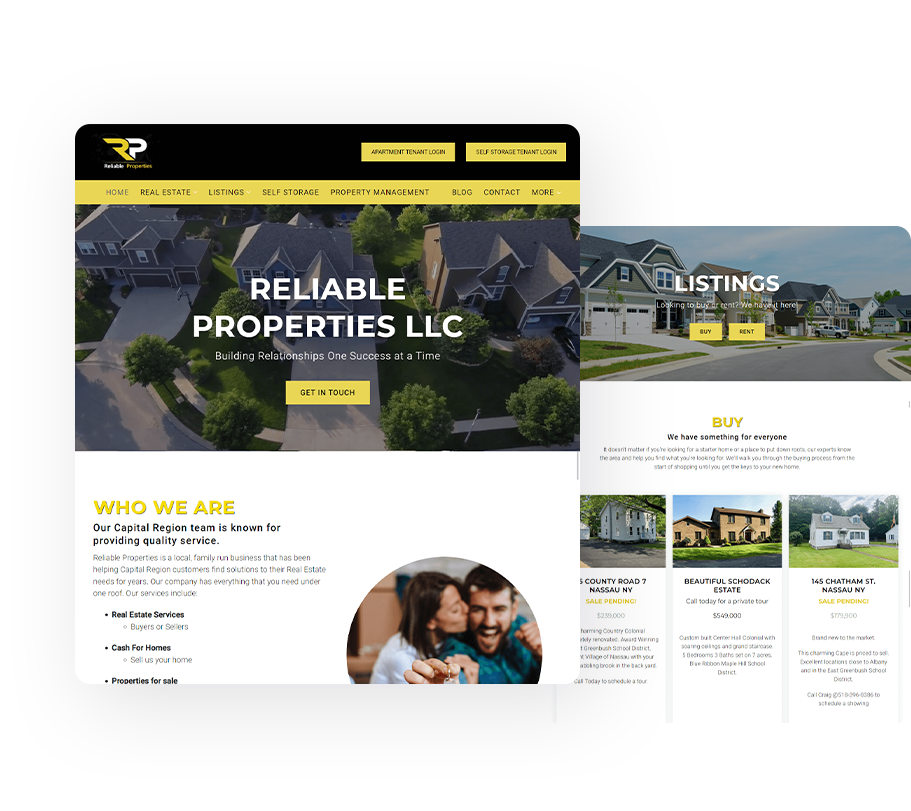 RP
Reliable Properties
APARTMENT TENANT LOGIN
SELF STORAGE TENANT LOGIN
HOME REAL ESTATE LISTINGS SELF STORAGE PROPERTY MANAGEMENT BLOG CONTACT MORE
RELIABLE
PROPERTIES LLC
Building Relationships One Success at a Time
GET IN TOUCH
WHO WE ARE
Our Capital Region team is known for
providing quality service.
Reliable Properties is a local, family run business that has been
helping Capital Region customers find solutions to their Real Estate
needs for years. Our company has everything that you need under
one roof. Our services include:
• Real Estate Services
○ Buyers or Sellers
• Cash For Homes
○ Sell us your home
• Properties for sale
LISTINGS
Looking to buy or rent? We have it here!
BUY
RENT
BUY
We have something for everyone
It doesn't matter if you're looking for a starter home or a place to put down roots, our experts know
the area and help you find what you're looking for. We'll walk you through the buying process from the
start of shopping until you get the keys to your new home.
COUNTY ROAD 7
NASSAU NY
SALE PENDING!
$239,000
harming Country Colonial
renovated. Award Winning
Greenbush School District,
Village of Nassau with your
brook in the back yard.
Call Today to schedule a tour
BEAUTIFUL SCHODACK
ESTATE
Call today for a private tour
$549,000
Custom built Center Hall Colonial with
soaring ceilings and grand staircase.
5 Bedrooms 3 Baths set on 7 acres.
Blue Ribbon Maple Hill School
District.
145 CHATHAM ST.
NASSAU NY
SALE PENDING!
$179,900
Brand new to the market.
This charming Cape is priced to sell.
Excellent locations close to Albany
and in the East Greenbush School
District.
Call Craig @518-296-8386 to
schedule a showing